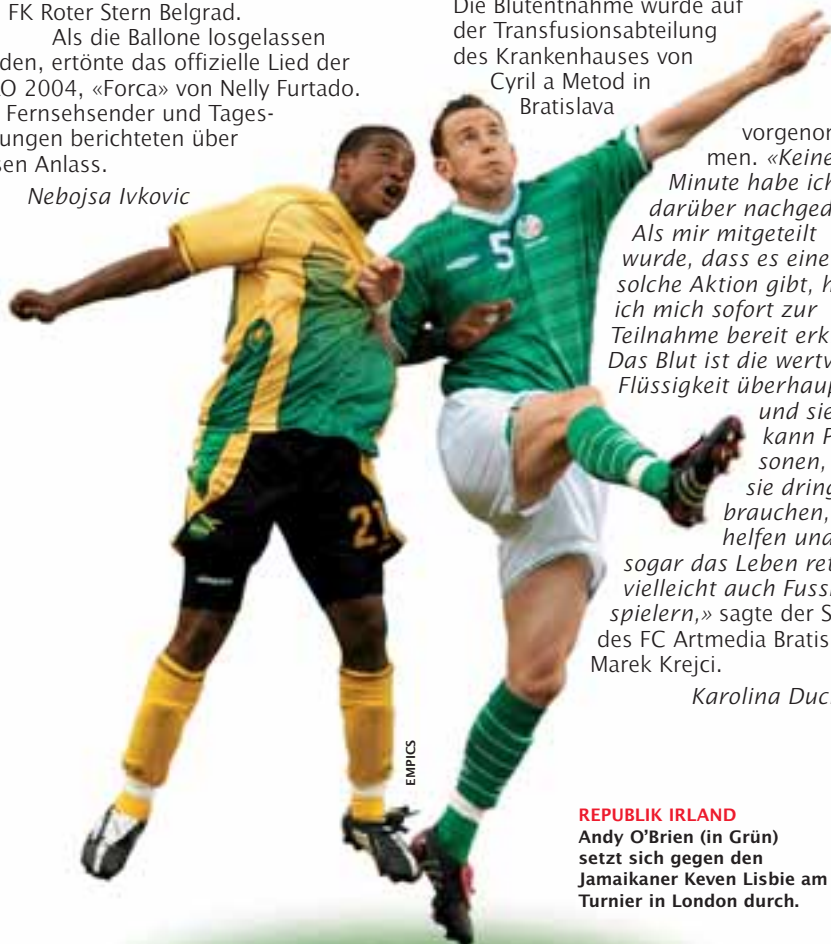 FK Roter Stern Belgrad.
Als die Ballone losgelassen
den, ertönte das offizielle Lied der
O 2004, «Forca» von Nelly Furtado.
Fernsehsender und Tages-
ungen berichteten über
sen Anlass.
Nebojsa Ivkovic
Die Blutentnahme wurde auf
der Transfusionsabteilung
des Krankenhauses von
Cyril a Metod in
Bratislava
vorgenor
men. «Keine
Minute habe ich
darüber nachged
Als mir mitgeteilt
wurde, dass es eine
solche Aktion gibt, h
ich mich sofort zur
Teilnahme bereit erk
Das Blut ist die wertv
Flüssigkeit überhaup
und sie
kann P
sonen,
sie dring
brauchen,
helfen und
sogar das Leben ret
vielleicht auch Fuss
spielern,» sagte der S
des FC Artmedia Bratis
Marek Krejci.
Karolina Duc
5
21
EMPICS
REPUBLIK IRLAND
Andy O'Brien (in Grün)
setzt sich gegen den
Jamaikaner Keven Lisbie am
Turnier in London durch.